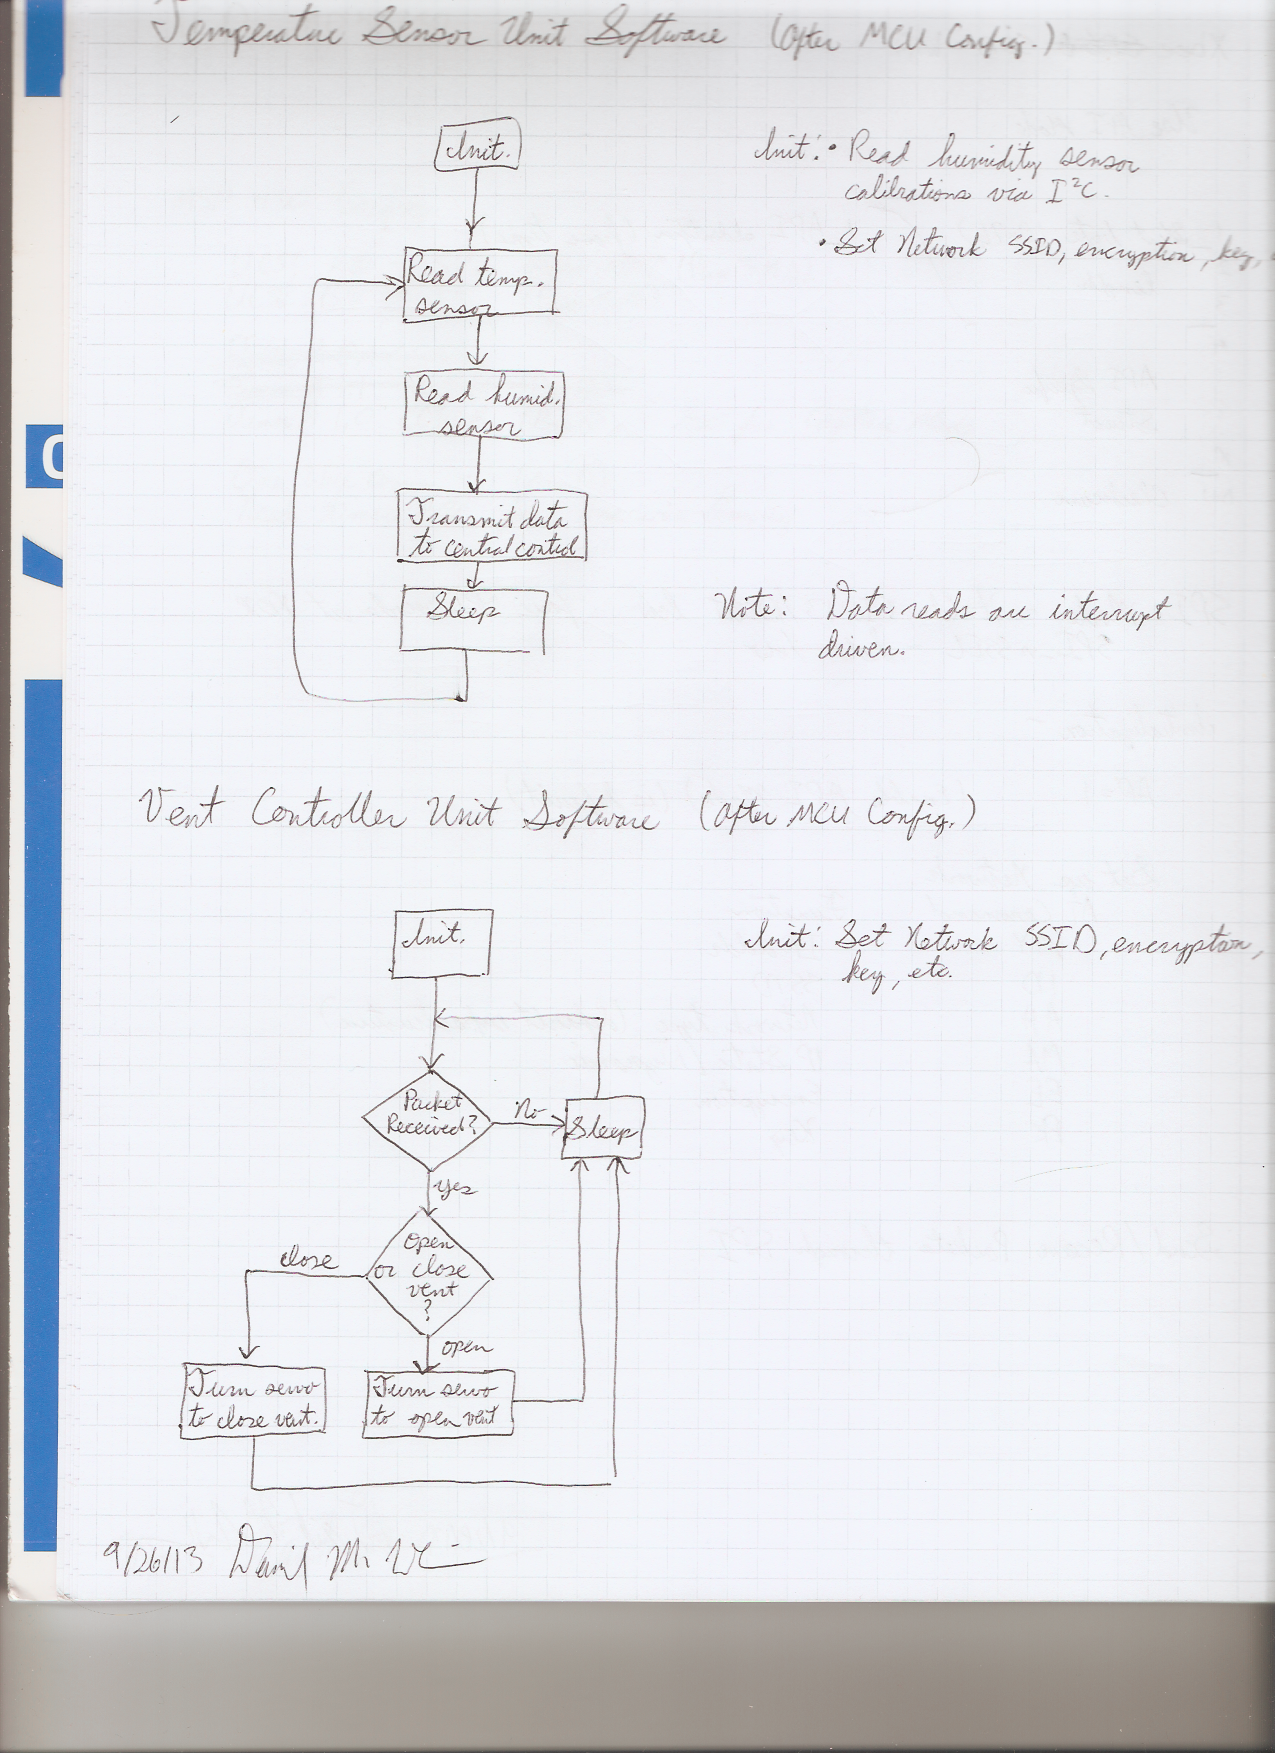 Temperature Sensor Unit Software (After MCU Config.)
Init.
Init: • Read humidity sensor
calibrations via I²C.
• Set Network SSID, encryption, key,
Read temp.
sensor
Read humid.
sensor
Transmit data
to central control
Sleep
Note: Data reads are interrupt
driven.
Vent Controller Unit Software (After MCU Config.)
Init.
Init: Set Network SSID, encryption,
key, etc.
Packet
Received?
No
Sleep
Yes
Open
or close
vent
?
close
open
Turn servo
to close vent.
Turn servo
to open vent
9/26/13